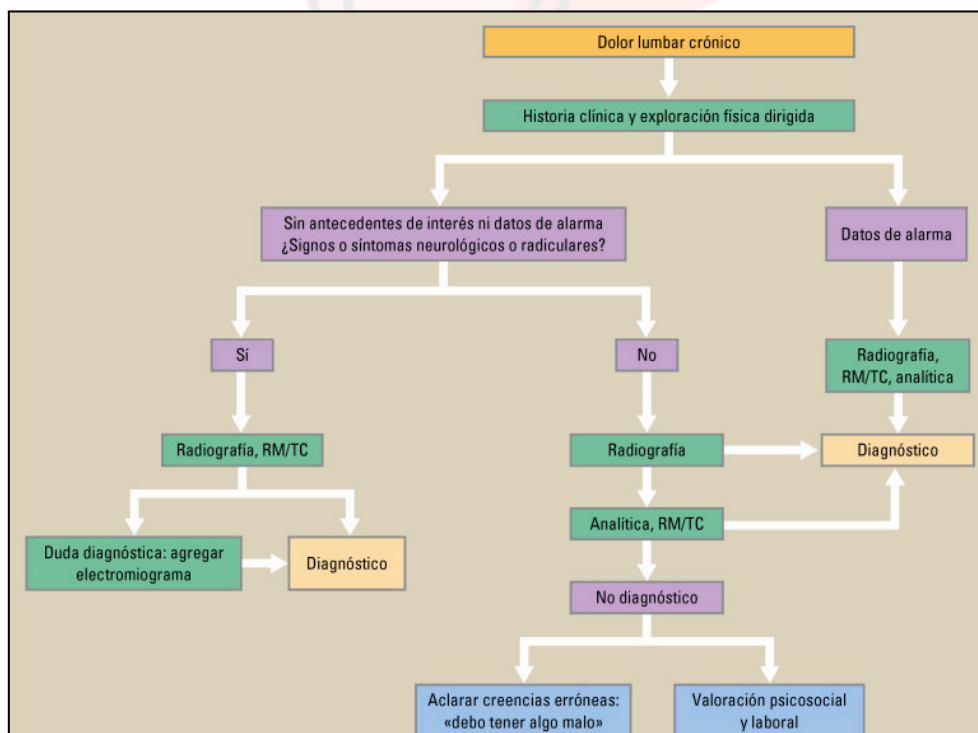 Dolor lumbar crónico
Historia clínica y exploración física dirigida
Sin antecedentes de interés ni datos de alarma
¿Signos o síntomas neurológicos o radiculares?
Datos de alarma
Sí
No
Radiografía,
RM/TC, analítica
Radiografía, RM/TC
Radiografía
Diagnóstico
Analítica, RM/TC
Duda diagnóstica: agregar
electromiograma
Diagnóstico
No diagnóstico
Aclarar creencias erróneas:
«debo tener algo malo»
Valoración psicosocial
y laboral